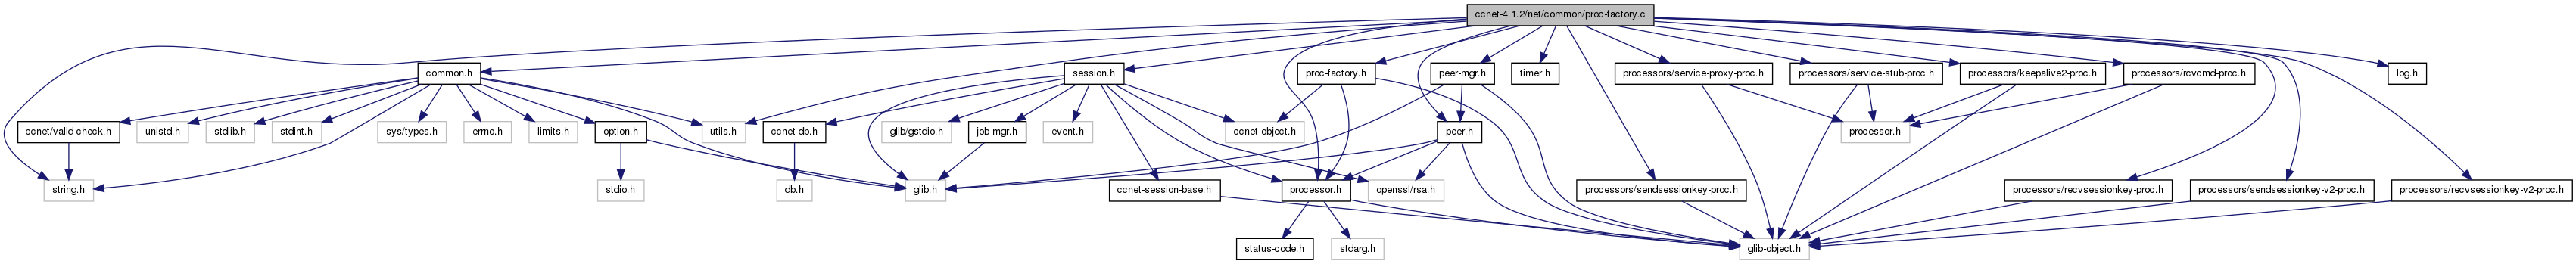 ccnet-4.1.2/net/common/proc-factory.c
common.h
session.h
proc-factory.h
peer-mgr.h
timer.h
processors/service-proxy-proc.h
processors/service-stub-proc.h
processors/keepalive2-proc.h
processors/rcvcmd-proc.h
log.h
ccnet/valid-check.h
unistd.h
stdlib.h
stdint.h
sys/types.h
errno.h
limits.h
option.h
utils.h
ccnet-db.h
glib/gstdio.h
job-mgr.h
event.h
ccnet-object.h
peer.h
processor.h
string.h
stdio.h
db.h
glib.h
ccnet-session-base.h
processor.h
openssl/rsa.h
processors/sendsessionkey-proc.h
processors/recvsessionkey-proc.h
processors/sendsessionkey-v2-proc.h
processors/recvsessionkey-v2-proc.h
status-code.h
stdarg.h
glib-object.h